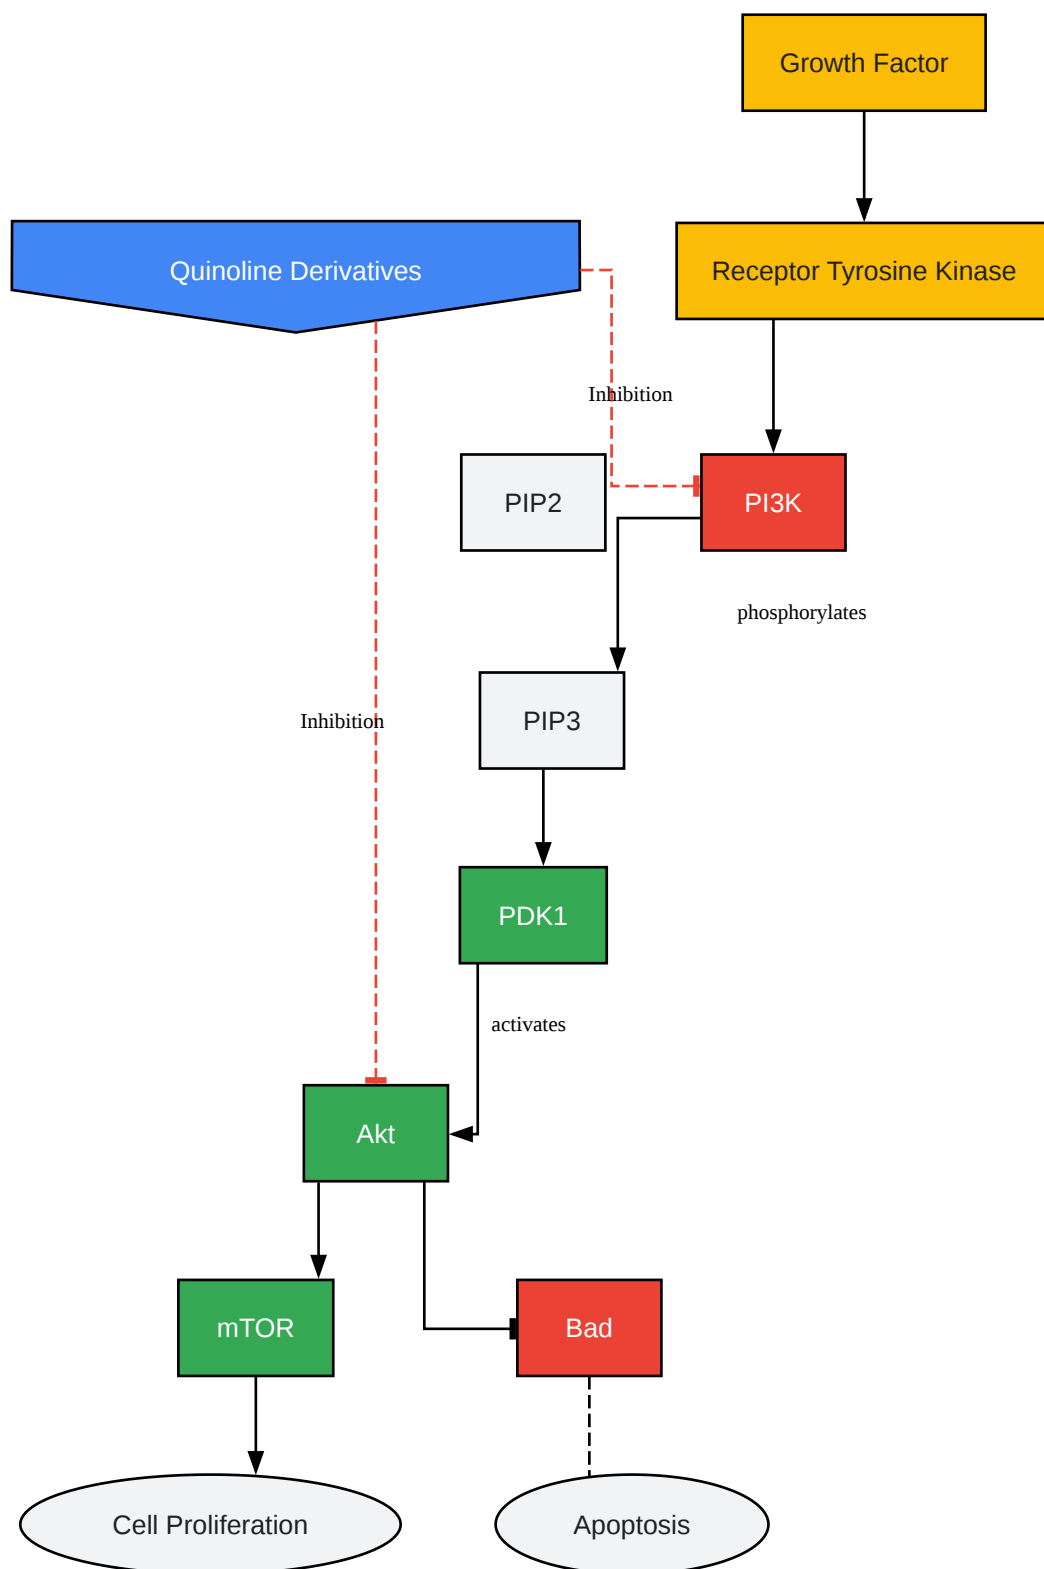 Growth Factor
Quinoline Derivatives
Receptor Tyrosine Kinase
Inhibition
PIP2
PI3K
phosphorylates
Inhibition
PIP3
PDK1
activates
Akt
mTOR
Bad
Cell Proliferation
Apoptosis